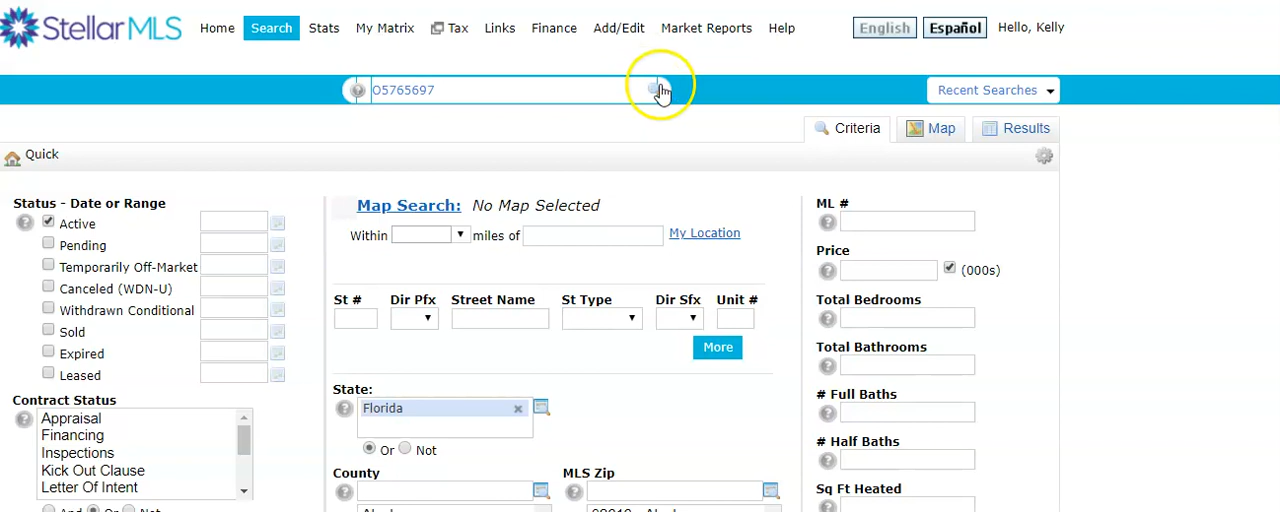 StellarMLS
Home Search Stats My Matrix Tax Links Finance Add/Edit Market Reports Help English Español Hello, Kelly
O5765697 Recent Searches
Criteria Map Results
Quick
Status - Date or Range
Active
Pending
Temporarily Off-Market
Canceled (WDN-U)
Withdrawn Conditional
Sold
Expired
Leased
Contract Status
Appraisal
Financing
Inspections
Kick Out Clause
Letter Of Intent
And Or Not
Map Search: No Map Selected
Within miles of My Location
St # Dir Pfx Street Name St Type Dir Sfx Unit #
More
State:
Florida
Or Not
County MLS Zip
ML #
Price
(000s)
Total Bedrooms
Total Bathrooms
# Full Baths
# Half Baths
Sq Ft Heated